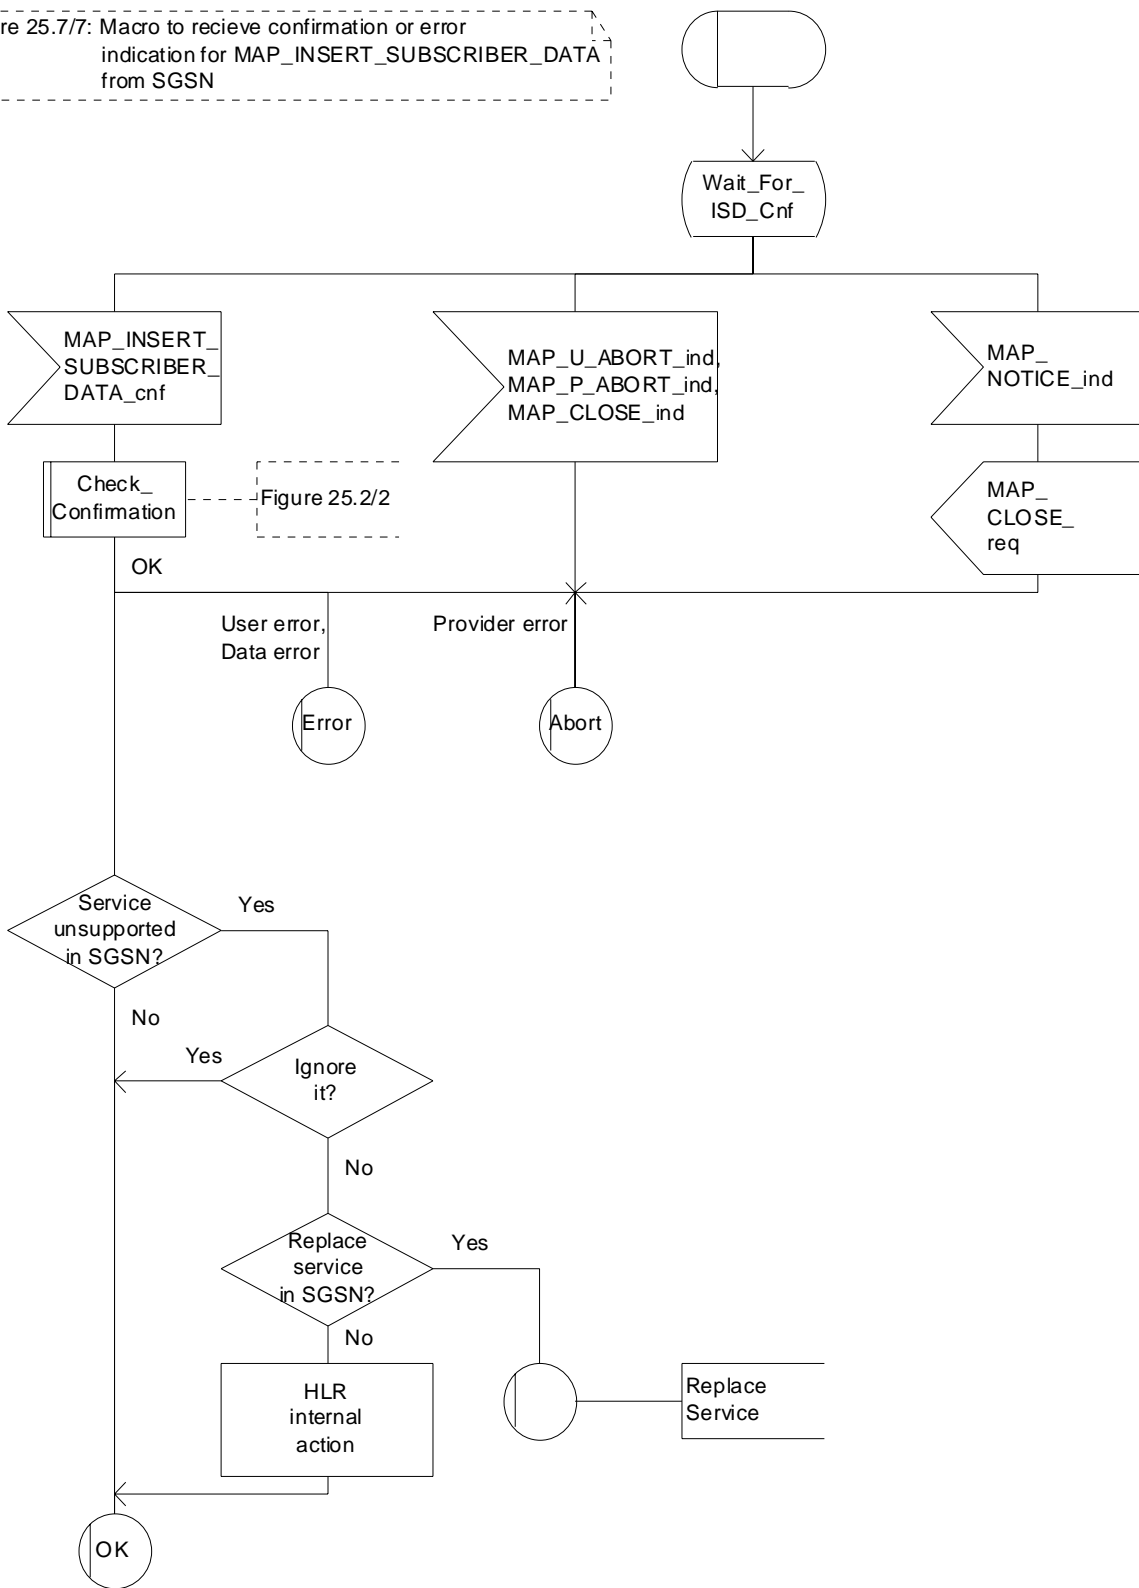 re 25.7/7: Macro to recieve confirmation or error
indication for MAP_INSERT_SUBSCRIBER_DATA
from SGSN
Wait_For_
ISD_Cnf
MAP_INSERT_
SUBSCRIBER_
DATA_cnf
MAP_U_ABORT_ind,
MAP_P_ABORT_ind,
MAP_CLOSE_ind
MAP_
NOTICE_ind
Check_
Confirmation
Figure 25.2/2
MAP_
CLOSE_
req
OK
User error,
Data error
Provider error
Error
Abort
Service
unsupported
in SGSN?
Yes
No
Yes
Ignore
it?
No
Replace
service
in SGSN?
Yes
No
HLR
internal
action
Replace
Service
OK